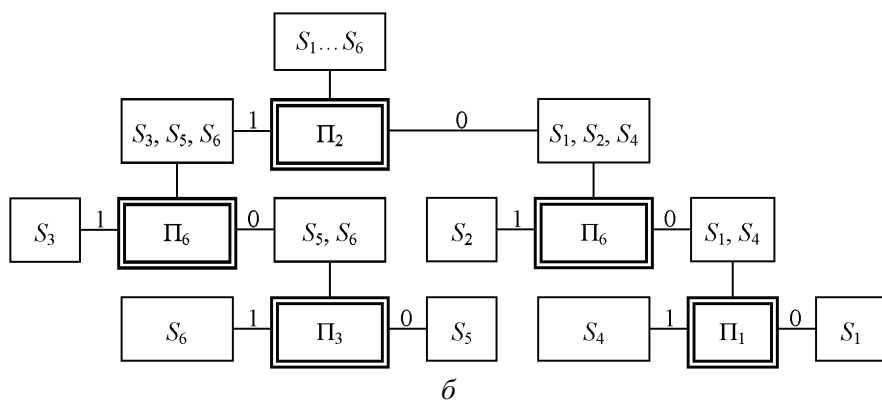 S₁…S₆
S₃, S₅, S₆ 1 П₂ 0 S₁, S₂, S₄
S₃ 1 П₆ 0 S₅, S₆ S₂ 1 П₆ 0 S₁, S₄
S₆ 1 П₃ 0 S₅ S₄ 1 П₁ 0 S₁
б